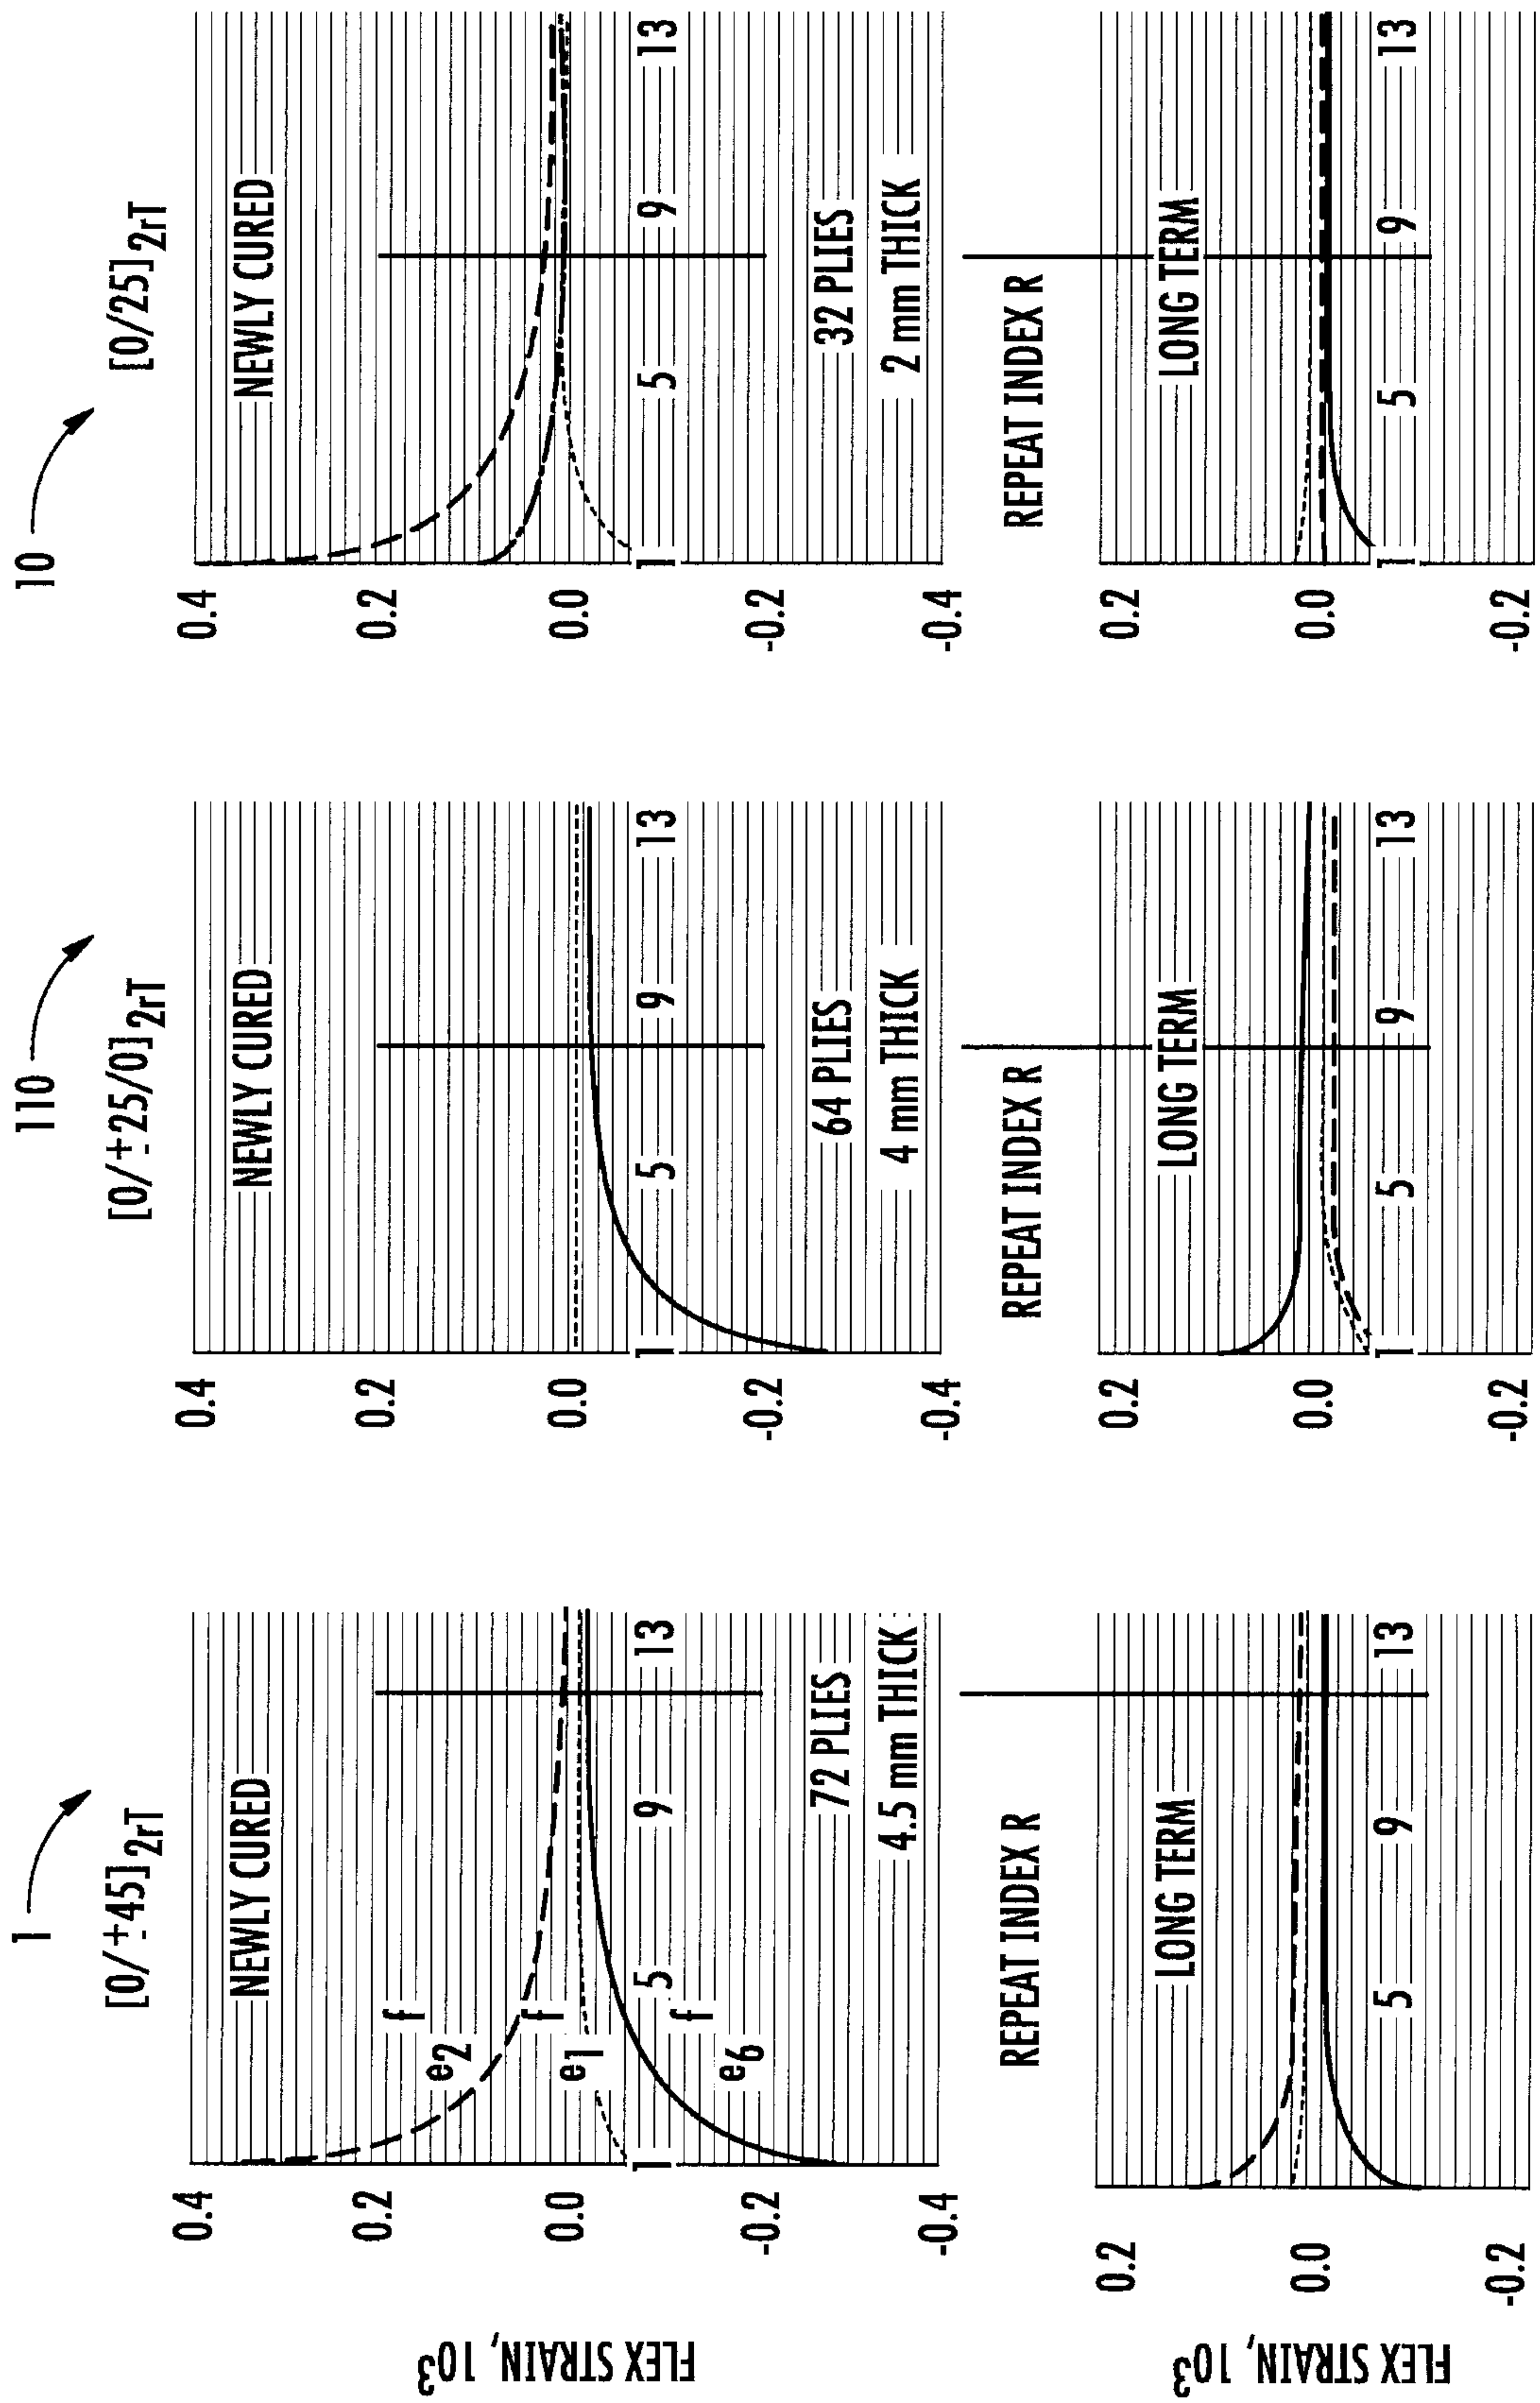 1
[0/±45]2rT
110
[0/±25/0]2rT
10
[0/25]2rT
FLEX STRAIN, 10³
0.4
0.2
0.0
-0.2
-0.4
NEWLY CURED
f
e2
f
e1
f
e6
1 5 9 13
72 PLIES
4.5 mm THICK
REPEAT INDEX R
0.4
0.2
0.0
-0.2
-0.4
NEWLY CURED
1 5 9 13
64 PLIES
4 mm THICK
REPEAT INDEX R
0.4
0.2
0.0
-0.2
-0.4
NEWLY CURED
1 5 9 13
32 PLIES
2 mm THICK
REPEAT INDEX R
FLEX STRAIN, 10³
0.2
0.0
-0.2
LONG TERM
5 9 13
0.2
0.0
-0.2
LONG TERM
1 5 9 13
0.2
0.0
-0.2
LONG TERM
1 5 9 13